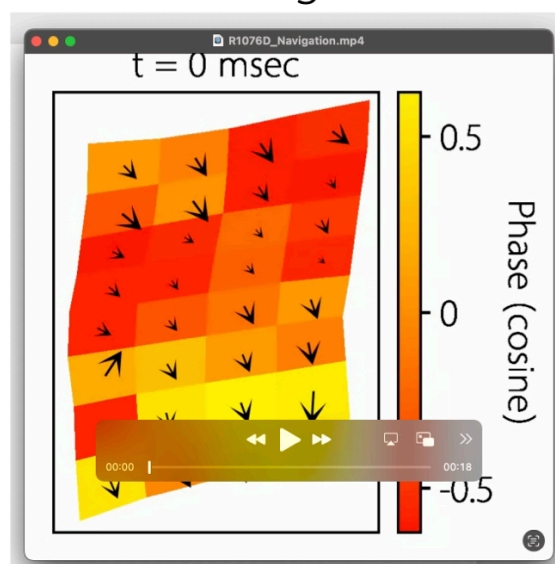 R1076D_Navigation.mp4
t = 0 msec
0.5
0
-0.5
Phase (cosine)
00:00
00:18